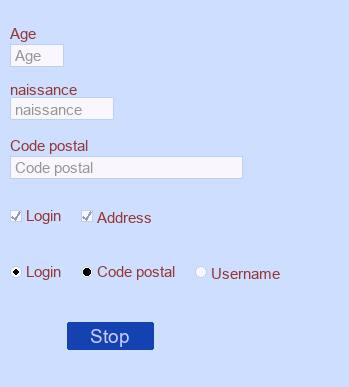 Age
Age
naissance
naissance
Code postal
Code postal
Login Address
Login Code postal Username
Stop